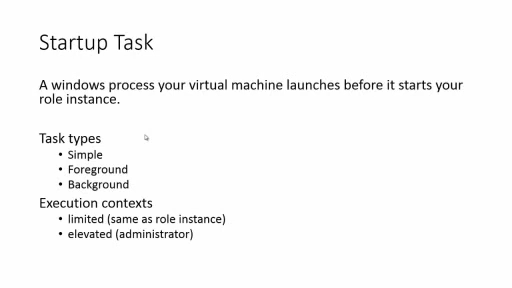 Startup Task
A windows process your virtual machine launches before it starts your
role instance.
Task types
• Simple
• Foreground
• Background
Execution contexts
• limited (same as role instance)
• elevated (administrator)